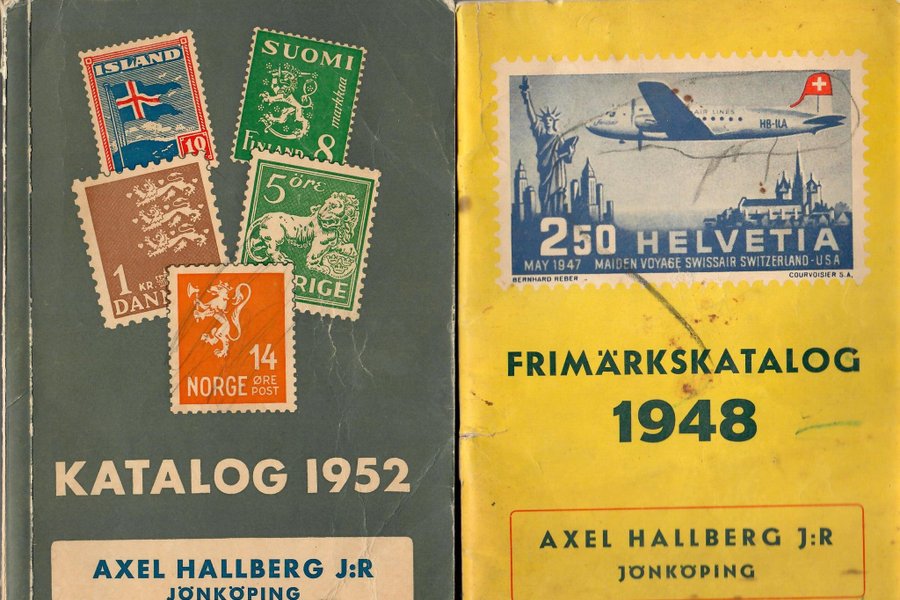 ISLAND
10
SUOMI
markkaa
FINLAND 8
1 KR.
DAN
5 öre
RIGE
14
NORGE ØRE
POST
KATALOG 1952
AXEL HALLBERG J:R
JÖNKÖPING
AIR LINES
HB-ILA
2.50 HELVETIA
MAY 1947 MAIDEN VOYAGE SWISSAIR SWITZERLAND - USA
BERNHARD REBER COURVOISIER S.A.
FRIMÄRKSKATALOG
1948
AXEL HALLBERG J:R
JÖNKÖPING